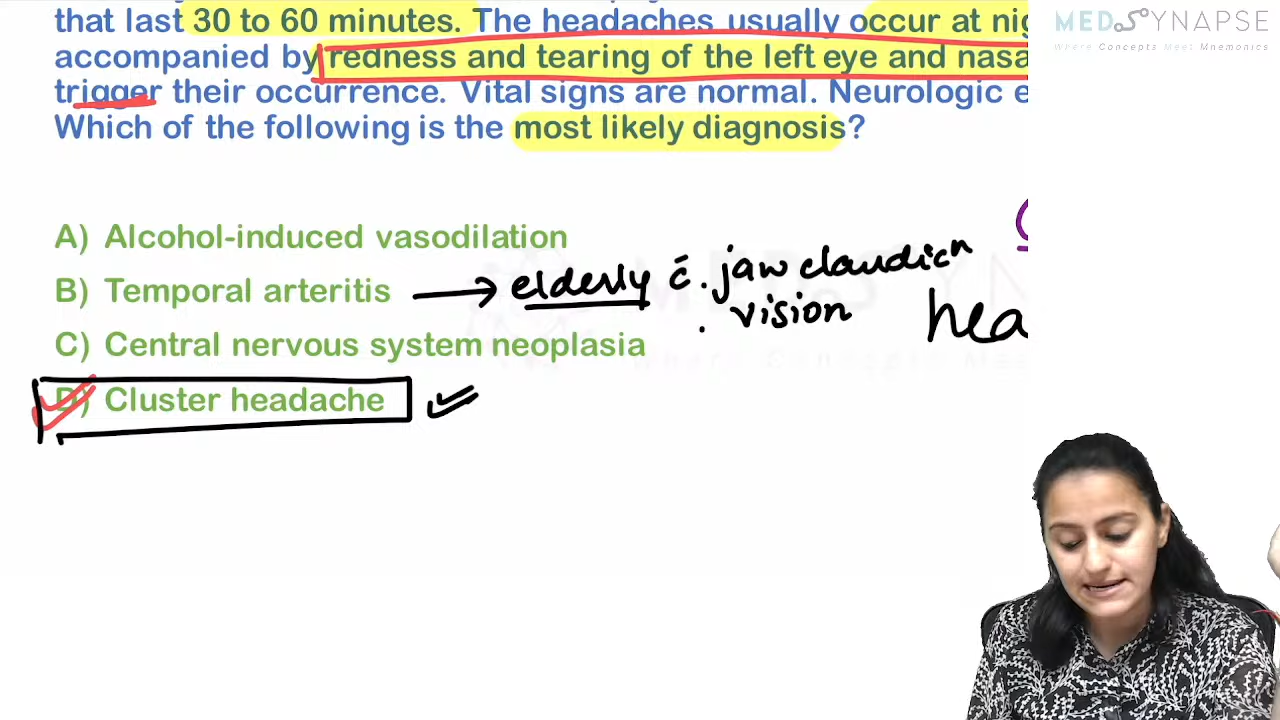 that last 30 to 60 minutes. The headaches usually occur at nig
MEDSYNAPSE
Where Concepts Meet Mnemonics
accompanied by redness and tearing of the left eye and nasa
trigger their occurrence. Vital signs are normal. Neurologic e
Which of the following is the most likely diagnosis?
A) Alcohol-induced vasodilation
B) Temporal arteritis → elderly c̄ . jaw claudicⁿ
. vision
hea
C) Central nervous system neoplasia
D) Cluster headache